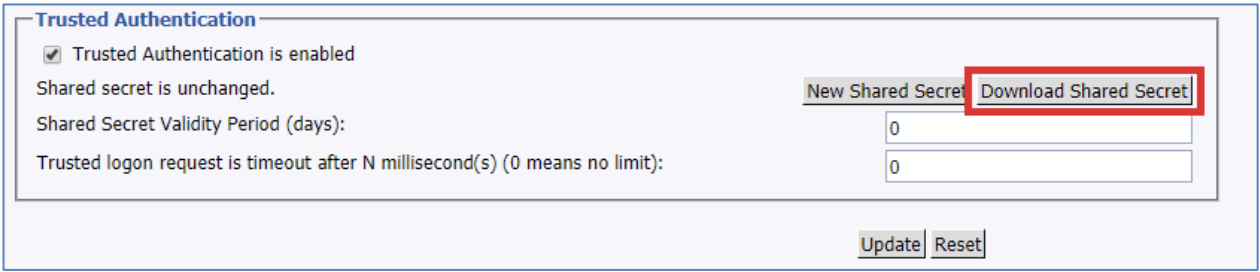 Trusted Authentication
Trusted Authentication is enabled
Shared secret is unchanged. New Shared Secret Download Shared Secret
Shared Secret Validity Period (days): 0
Trusted logon request is timeout after N millisecond(s) (0 means no limit): 0
Update Reset